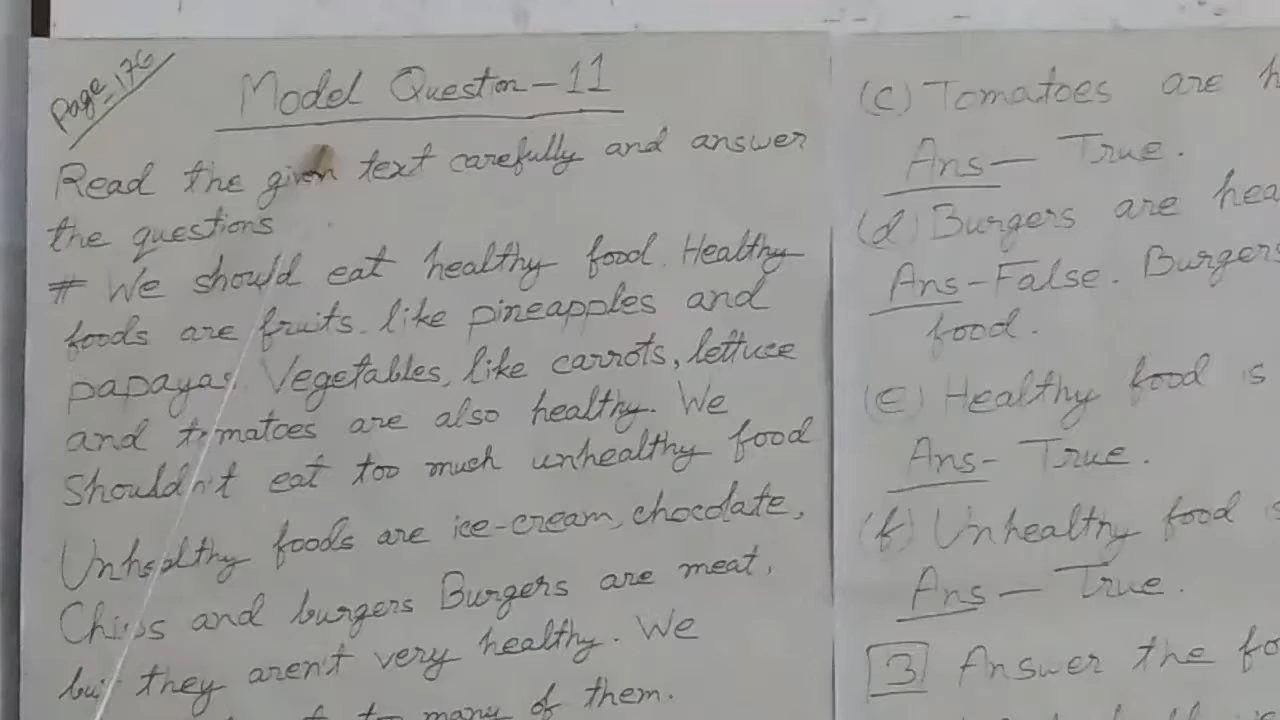 Page-176
Model Question-11
Read the given text carefully and answer
the questions
# We should eat healthy food. Healthy
foods are fruits. like pineapples and
papayas. Vegetables, like carrots, lettuce
and tomatoes are also healthy. We
Shouldn't eat too much unhealthy food
Unhealthy foods are ice-cream, chocolate,
Chips and burgers Burgers are meat,
but they aren't very healthy. We
too many of them.
(c) Tomatoes are
Ans- True.
(d) Burgers are
Ans-False. Burgers
food.
(e) Healthy food is
Ans- True.
(f) Unhealthy food
Ans- True.
3 Answer the